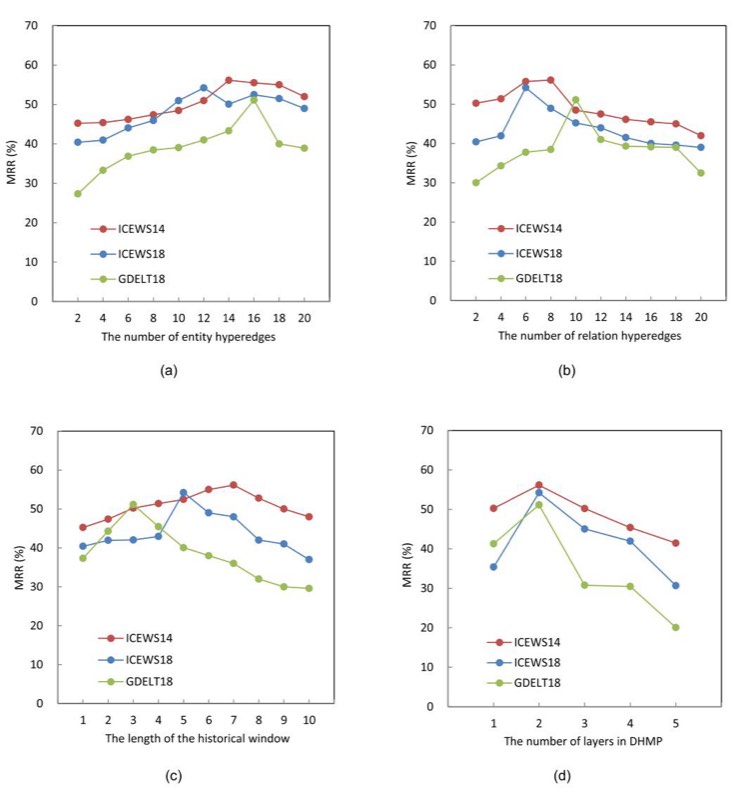 70
60
50
40
30
20
10
0
MRR (%)
ICEWS14
ICEWS18
GDELT18
2 4 6 8 10 12 14 16 18 20
The number of entity hyperedges
(a)
70
60
50
40
30
20
10
0
MRR (%)
ICEWS14
ICEWS18
GDELT18
2 4 6 8 10 12 14 16 18 20
The number of relation hyperedges
(b)
70
60
50
40
30
20
10
0
MRR (%)
ICEWS14
ICEWS18
GDELT18
1 2 3 4 5 6 7 8 9 10
The length of the historical window
(c)
70
60
50
40
30
20
10
0
MRR (%)
ICEWS14
ICEWS18
GDELT18
1 2 3 4 5
The number of layers in DHMP
(d)